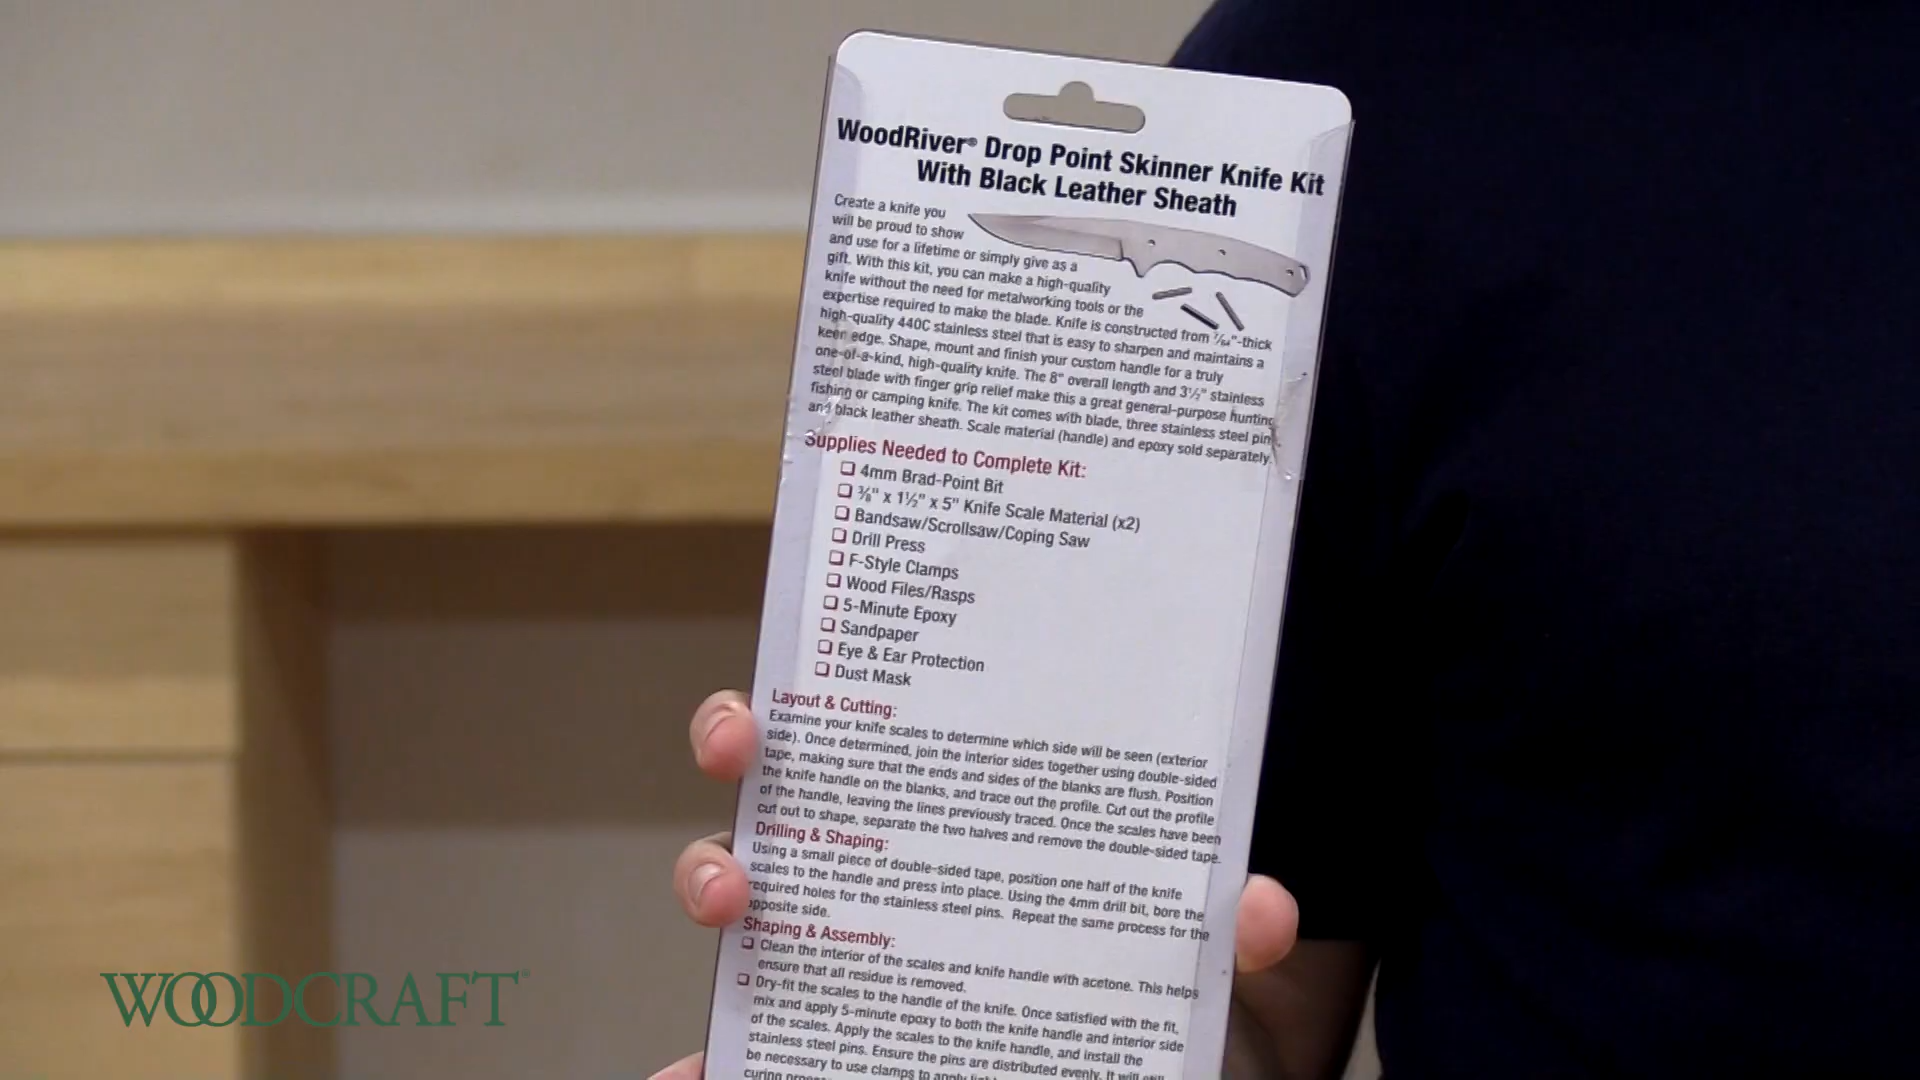 WoodRiver® Drop Point Skinner Knife Kit
With Black Leather Sheath
Create a knife you
will be proud to show
and use for a lifetime or simply give as a
gift. With this kit, you can make a high-quality
knife without the need for metalworking tools or the
expertise required to make the blade. Knife is constructed from 7/64"-thick
high-quality 440C stainless steel that is easy to sharpen and maintains a
keen edge. Shape, mount and finish your custom handle for a truly
one-of-a-kind, high-quality knife. The 8" overall length and 3½" stainless
steel blade with finger grip relief make this a great general-purpose hunting
fishing or camping knife. The kit comes with blade, three stainless steel pin
and black leather sheath. Scale material (handle) and epoxy sold separately.
Supplies Needed to Complete Kit:
❑ 4mm Brad-Point Bit
❑ ⅜" x 1½" x 5" Knife Scale Material (x2)
❑ Bandsaw/Scrollsaw/Coping Saw
❑ Drill Press
❑ F-Style Clamps
❑ Wood Files/Rasps
❑ 5-Minute Epoxy
❑ Sandpaper
❑ Eye & Ear Protection
❑ Dust Mask
Layout & Cutting:
Examine your knife scales to determine which side will be seen (exterior
side). Once determined, join the interior sides together using double-sided
tape, making sure that the ends and sides of the blanks are flush. Position
the knife handle on the blanks, and trace out the profile. Cut out the profile
of the handle, leaving the lines previously traced. Once the scales have been
cut out to shape, separate the two halves and remove the double-sided tape.
Drilling & Shaping:
Using a small piece of double-sided tape, position one half of the knife
scales to the handle and press into place. Using the 4mm drill bit, bore the
required holes for the stainless steel pins. Repeat the same process for the
opposite side.
Shaping & Assembly:
❑ Clean the interior of the scales and knife handle with acetone. This helps
ensure that all residue is removed.
❑ Dry-fit the scales to the handle of the knife. Once satisfied with the fit,
mix and apply 5-minute epoxy to both the knife handle and interior side
of the scales. Apply the scales to the knife handle, and install the
stainless steel pins. Ensure the pins are distributed evenly. It will
be necessary to use clamps to apply
curing
WOODCRAFT®